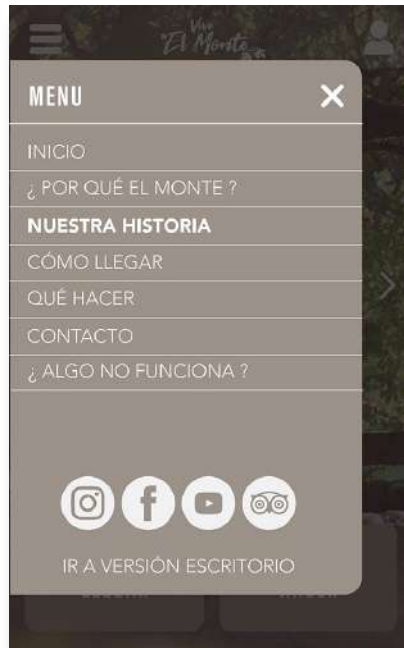 Vive
El Monte
MENU
INICIO
¿ POR QUÉ EL MONTE ?
NUESTRA HISTORIA
CÓMO LLEGAR
QUÉ HACER
CONTACTO
¿ ALGO NO FUNCIONA ?
IR A VERSIÓN ESCRITORIO